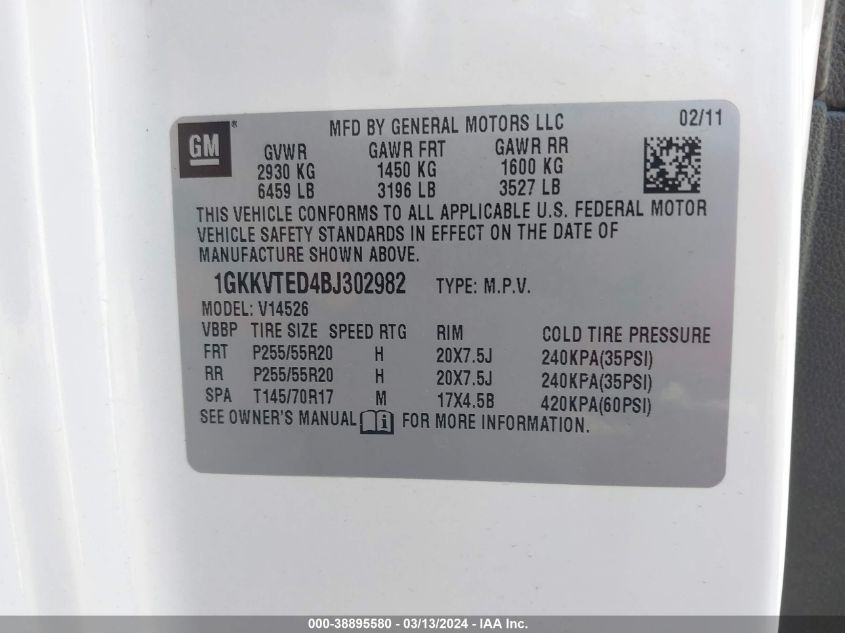 MFD BY GENERAL MOTORS LLC 02/11
GM®
GVWR GAWR FRT GAWR RR
2930 KG 1450 KG 1600 KG
6459 LB 3196 LB 3527 LB
THIS VEHICLE CONFORMS TO ALL APPLICABLE U.S. FEDERAL MOTOR
VEHICLE SAFETY STANDARDS IN EFFECT ON THE DATE OF
MANUFACTURE SHOWN ABOVE.
1GKKVTED4BJ302982 TYPE: M.P.V.
MODEL: V14526
VBBP TIRE SIZE SPEED RTG RIM COLD TIRE PRESSURE
FRT P255/55R20 H 20X7.5J 240KPA(35PSI)
RR P255/55R20 H 20X7.5J 240KPA(35PSI)
SPA T145/70R17 M 17X4.5B 420KPA(60PSI)
SEE OWNER'S MANUAL i FOR MORE INFORMATION.
000-38895580 - 03/13/2024 - IAA Inc.